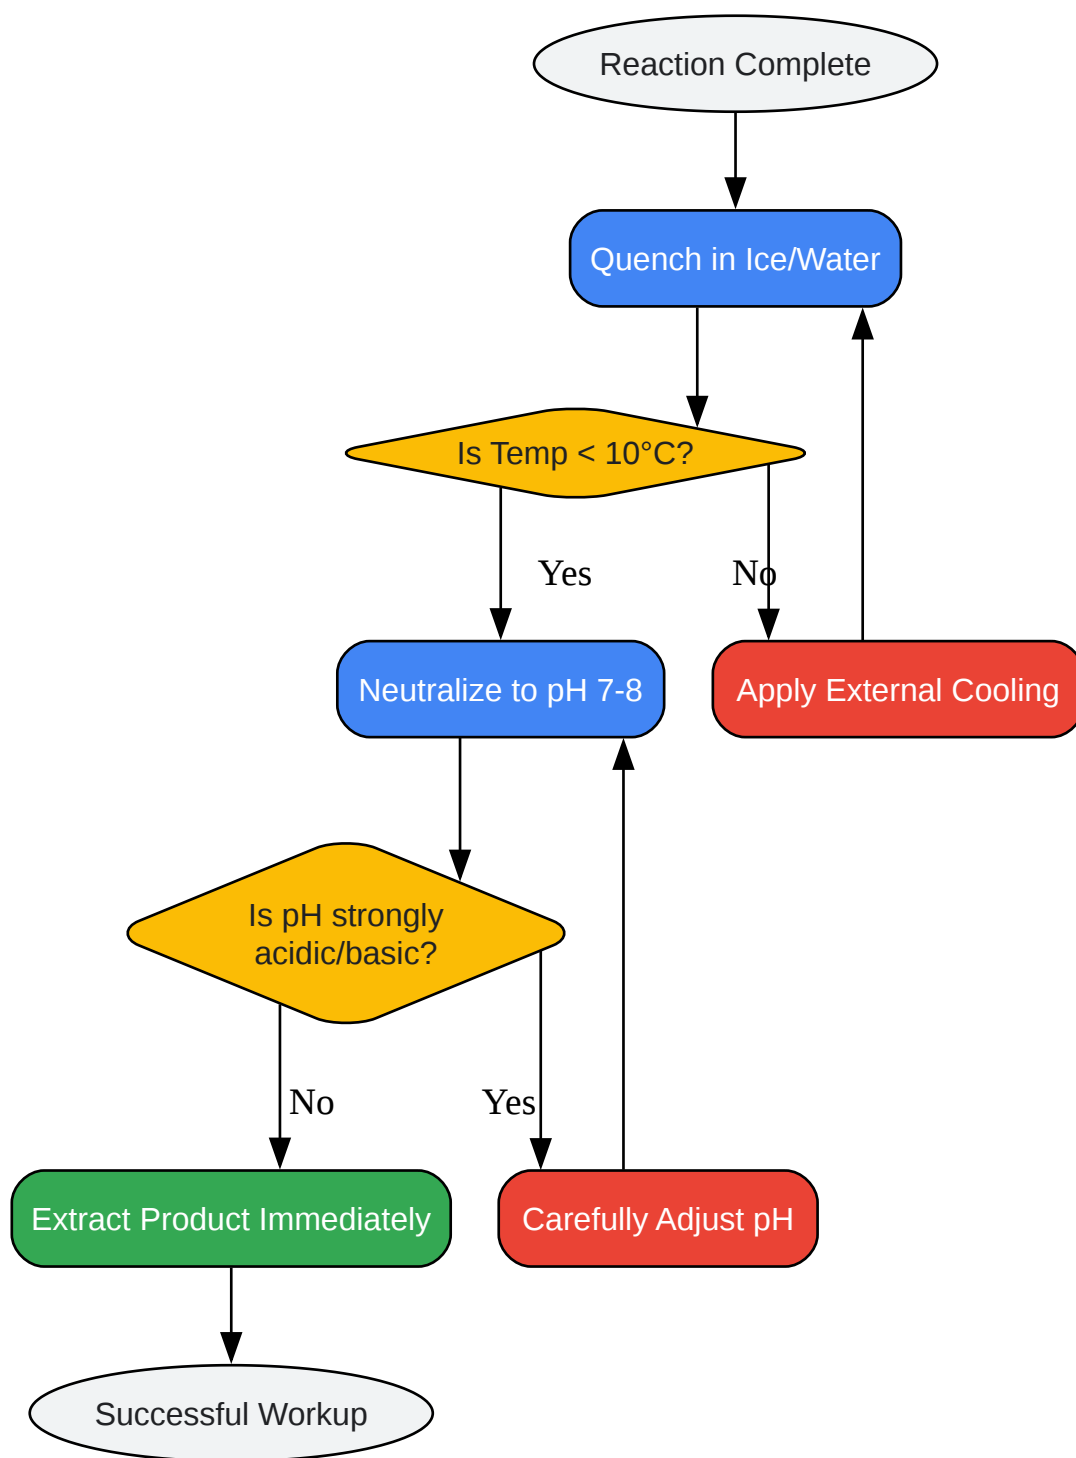 Reaction Complete
Quench in Ice/Water
Is Temp < 10°C?
Yes
No
Neutralize to pH 7-8
Apply External Cooling
Is pH strongly
acidic/basic?
No
Yes
Extract Product Immediately
Carefully Adjust pH
Successful Workup